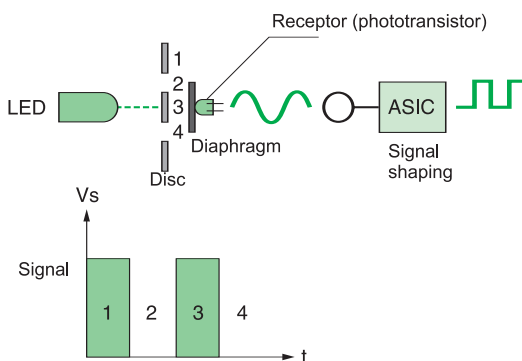 Receptor (phototransistor)
1
2
LED
3
ASIC
4
Diaphragm
Signal
shaping
Disc
Vs
Signal
1 2 3 4
t